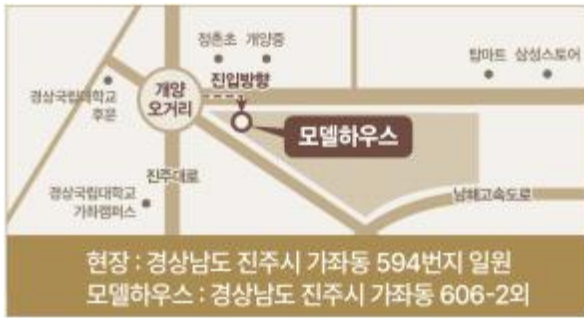 정촌초 개양중
탑마트 삼성스토어
진입방향
경상국립대학교
후문
개양
오거리
모델하우스
진주대로
경상국립대학교
가좌캠퍼스
남해고속도로
현장 : 경상남도 진주시 가좌동 594번지 일원
모델하우스 : 경상남도 진주시 가좌동 606-2외